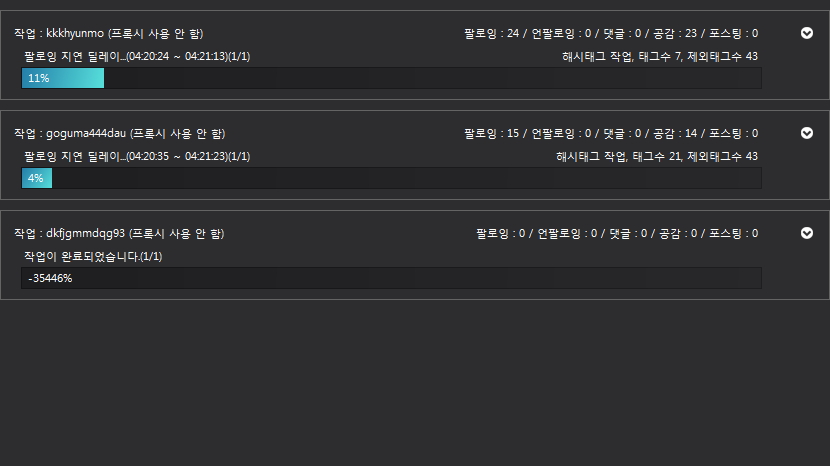 작업 : kkkhyunmo (프록시 사용 안 함) 팔로잉 : 24 / 언팔로잉 : 0 / 댓글 : 0 / 공감 : 23 / 포스팅 : 0
팔로잉 지연 딜레이...(04:20:24 ~ 04:21:13)(1/1) 해시태그 작업, 태그수 7, 제외태그수 43
11%
작업 : goguma444dau (프록시 사용 안 함) 팔로잉 : 15 / 언팔로잉 : 0 / 댓글 : 0 / 공감 : 14 / 포스팅 : 0
팔로잉 지연 딜레이...(04:20:35 ~ 04:21:23)(1/1) 해시태그 작업, 태그수 21, 제외태그수 43
4%
작업 : dkfjgmmdqg93 (프록시 사용 안 함) 팔로잉 : 0 / 언팔로잉 : 0 / 댓글 : 0 / 공감 : 0 / 포스팅 : 0
작업이 완료되었습니다.(1/1)
-35446%